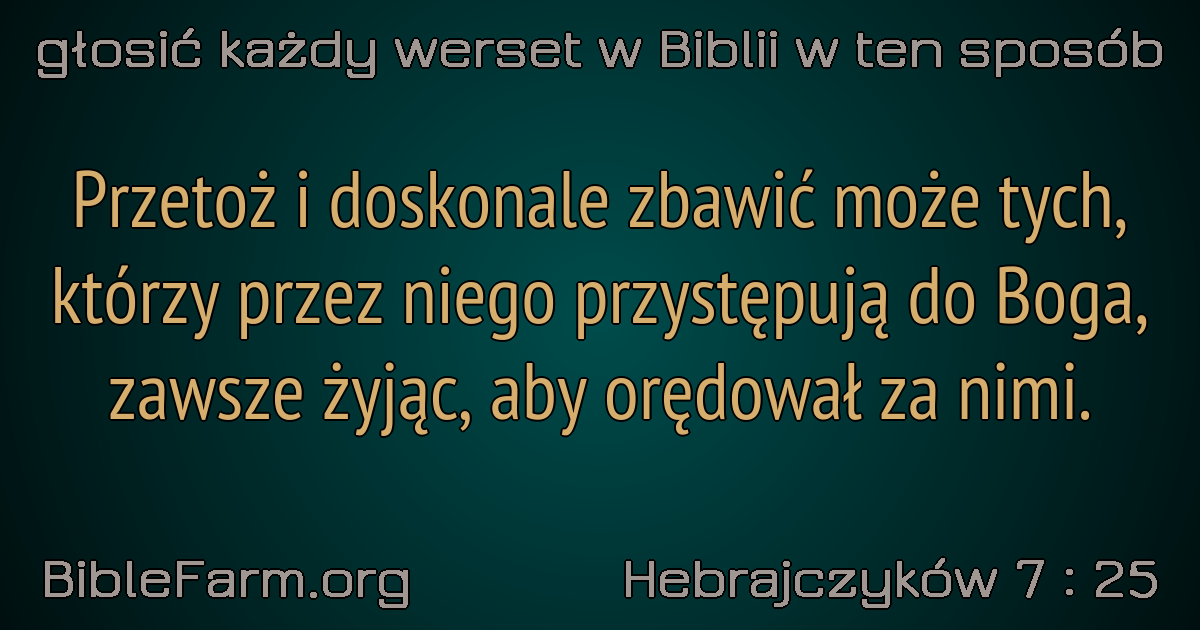 głosić każdy werset w Biblii w ten sposób
Przetoż i doskonale zbawić może tych,
którzy przez niego przystępują do Boga,
zawsze żyjąc, aby orędował za nimi.
BibleFarm.org
Hebrajczyków 7 : 25